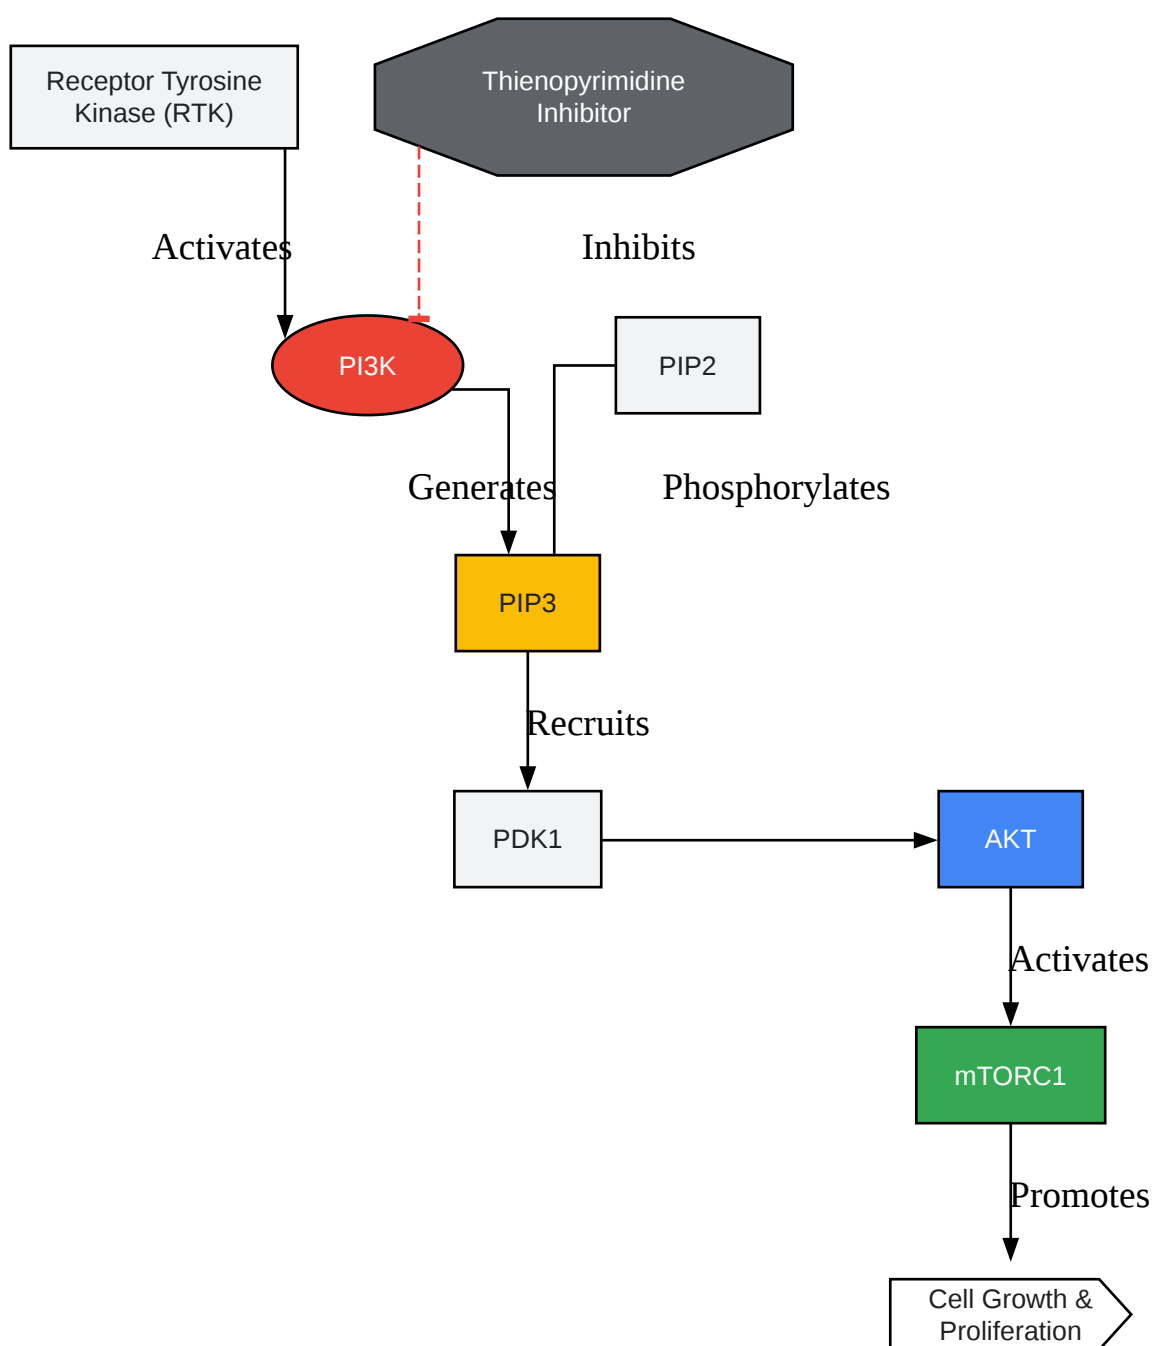 Receptor Tyrosine
Kinase (RTK)
Thienopyrimidine
Inhibitor
Activates
Inhibits
PI3K
PIP2
Generates
Phosphorylates
PIP3
Recruits
PDK1
AKT
Activates
mTORC1
Promotes
Cell Growth &
Proliferation